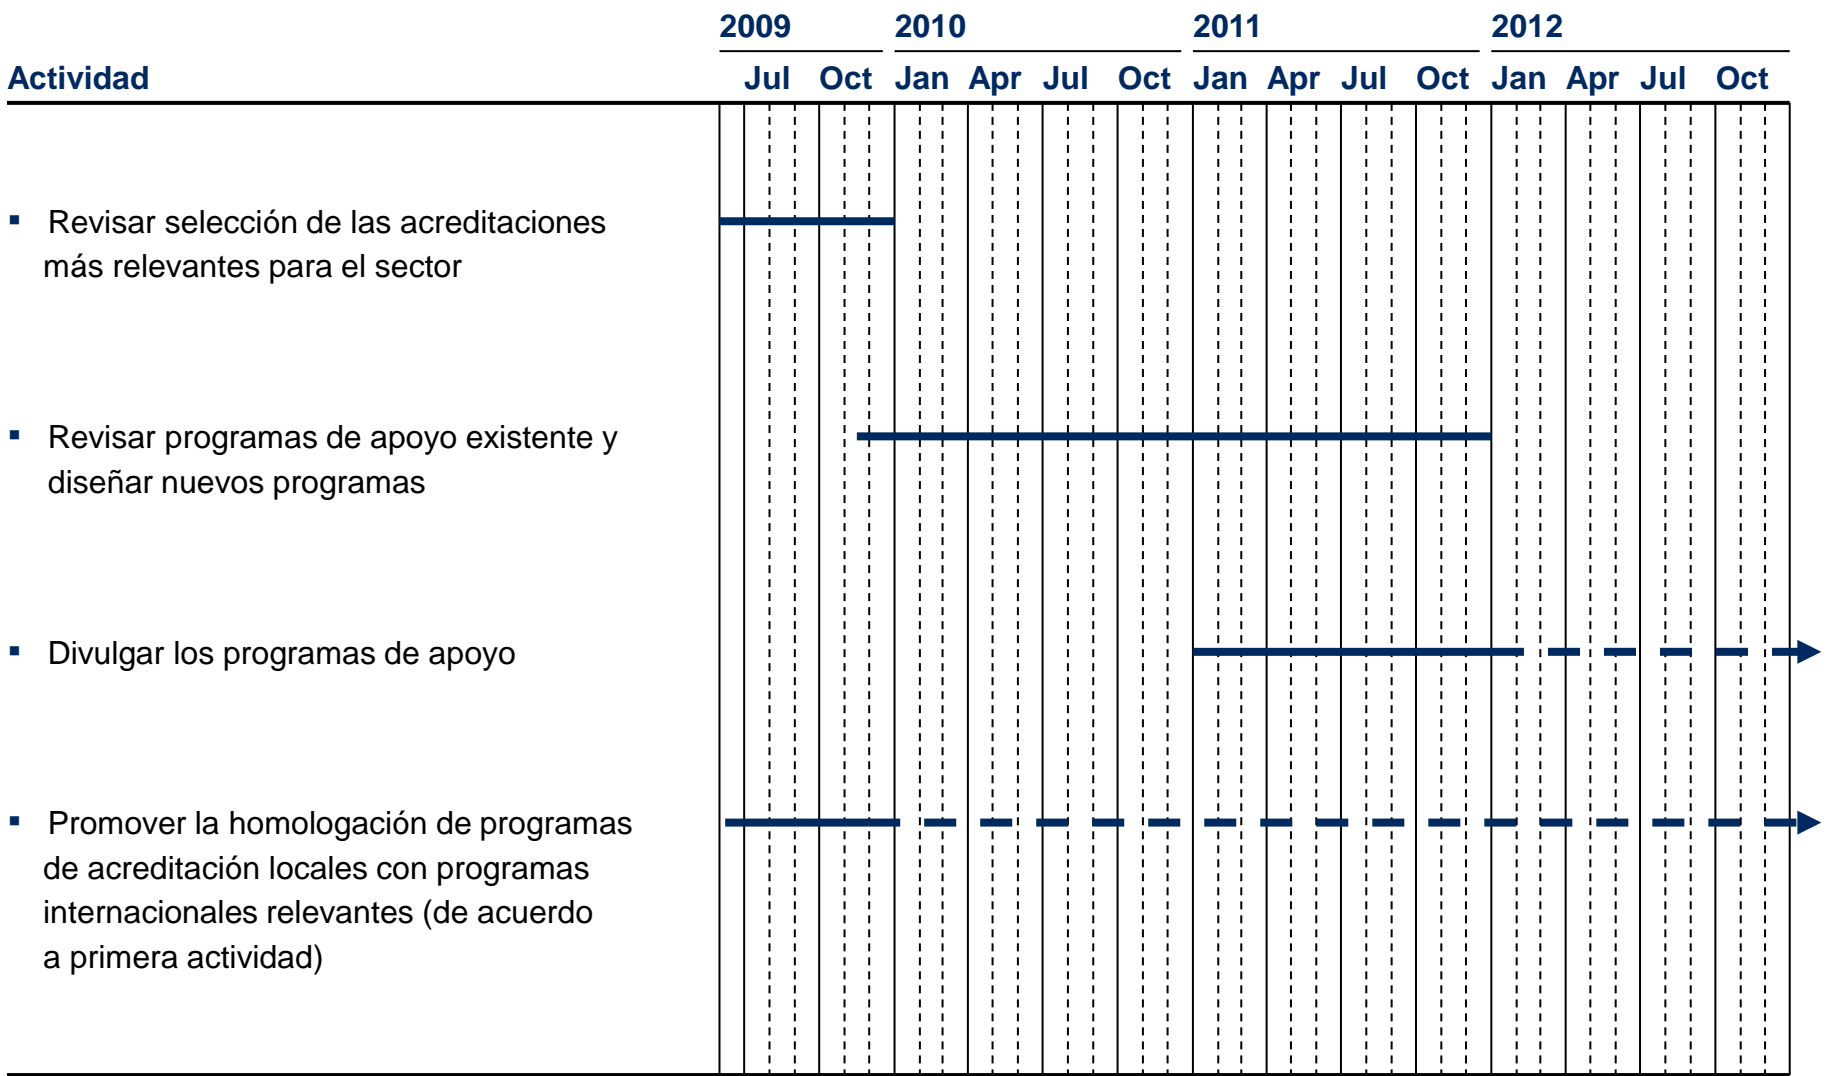 2009 2010 2011 2012
Actividad Jul Oct Jan Apr Jul Oct Jan Apr Jul Oct Jan Apr Jul Oct
▪ Revisar selección de las acreditaciones
más relevantes para el sector
▪ Revisar programas de apoyo existente y
diseñar nuevos programas
▪ Divulgar los programas de apoyo
▪ Promover la homologación de programas
de acreditación locales con programas
internacionales relevantes (de acuerdo
a primera actividad)